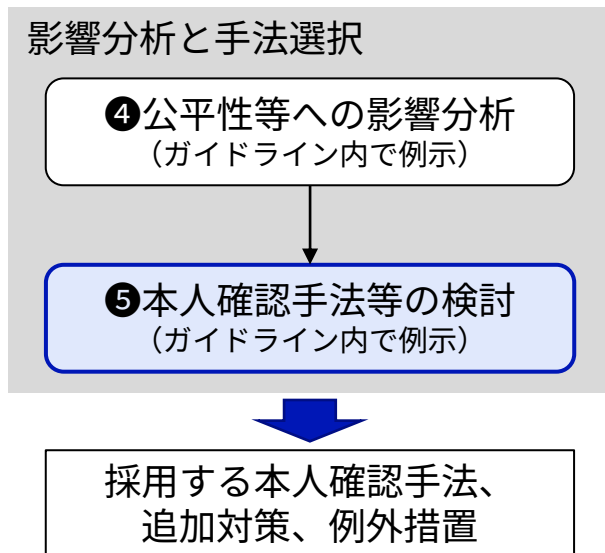 影響分析と手法選択
❹公平性等への影響分析
（ガイドライン内で例示）
❺本人確認手法等の検討
（ガイドライン内で例示）
採用する本人確認手法、
追加対策、例外措置